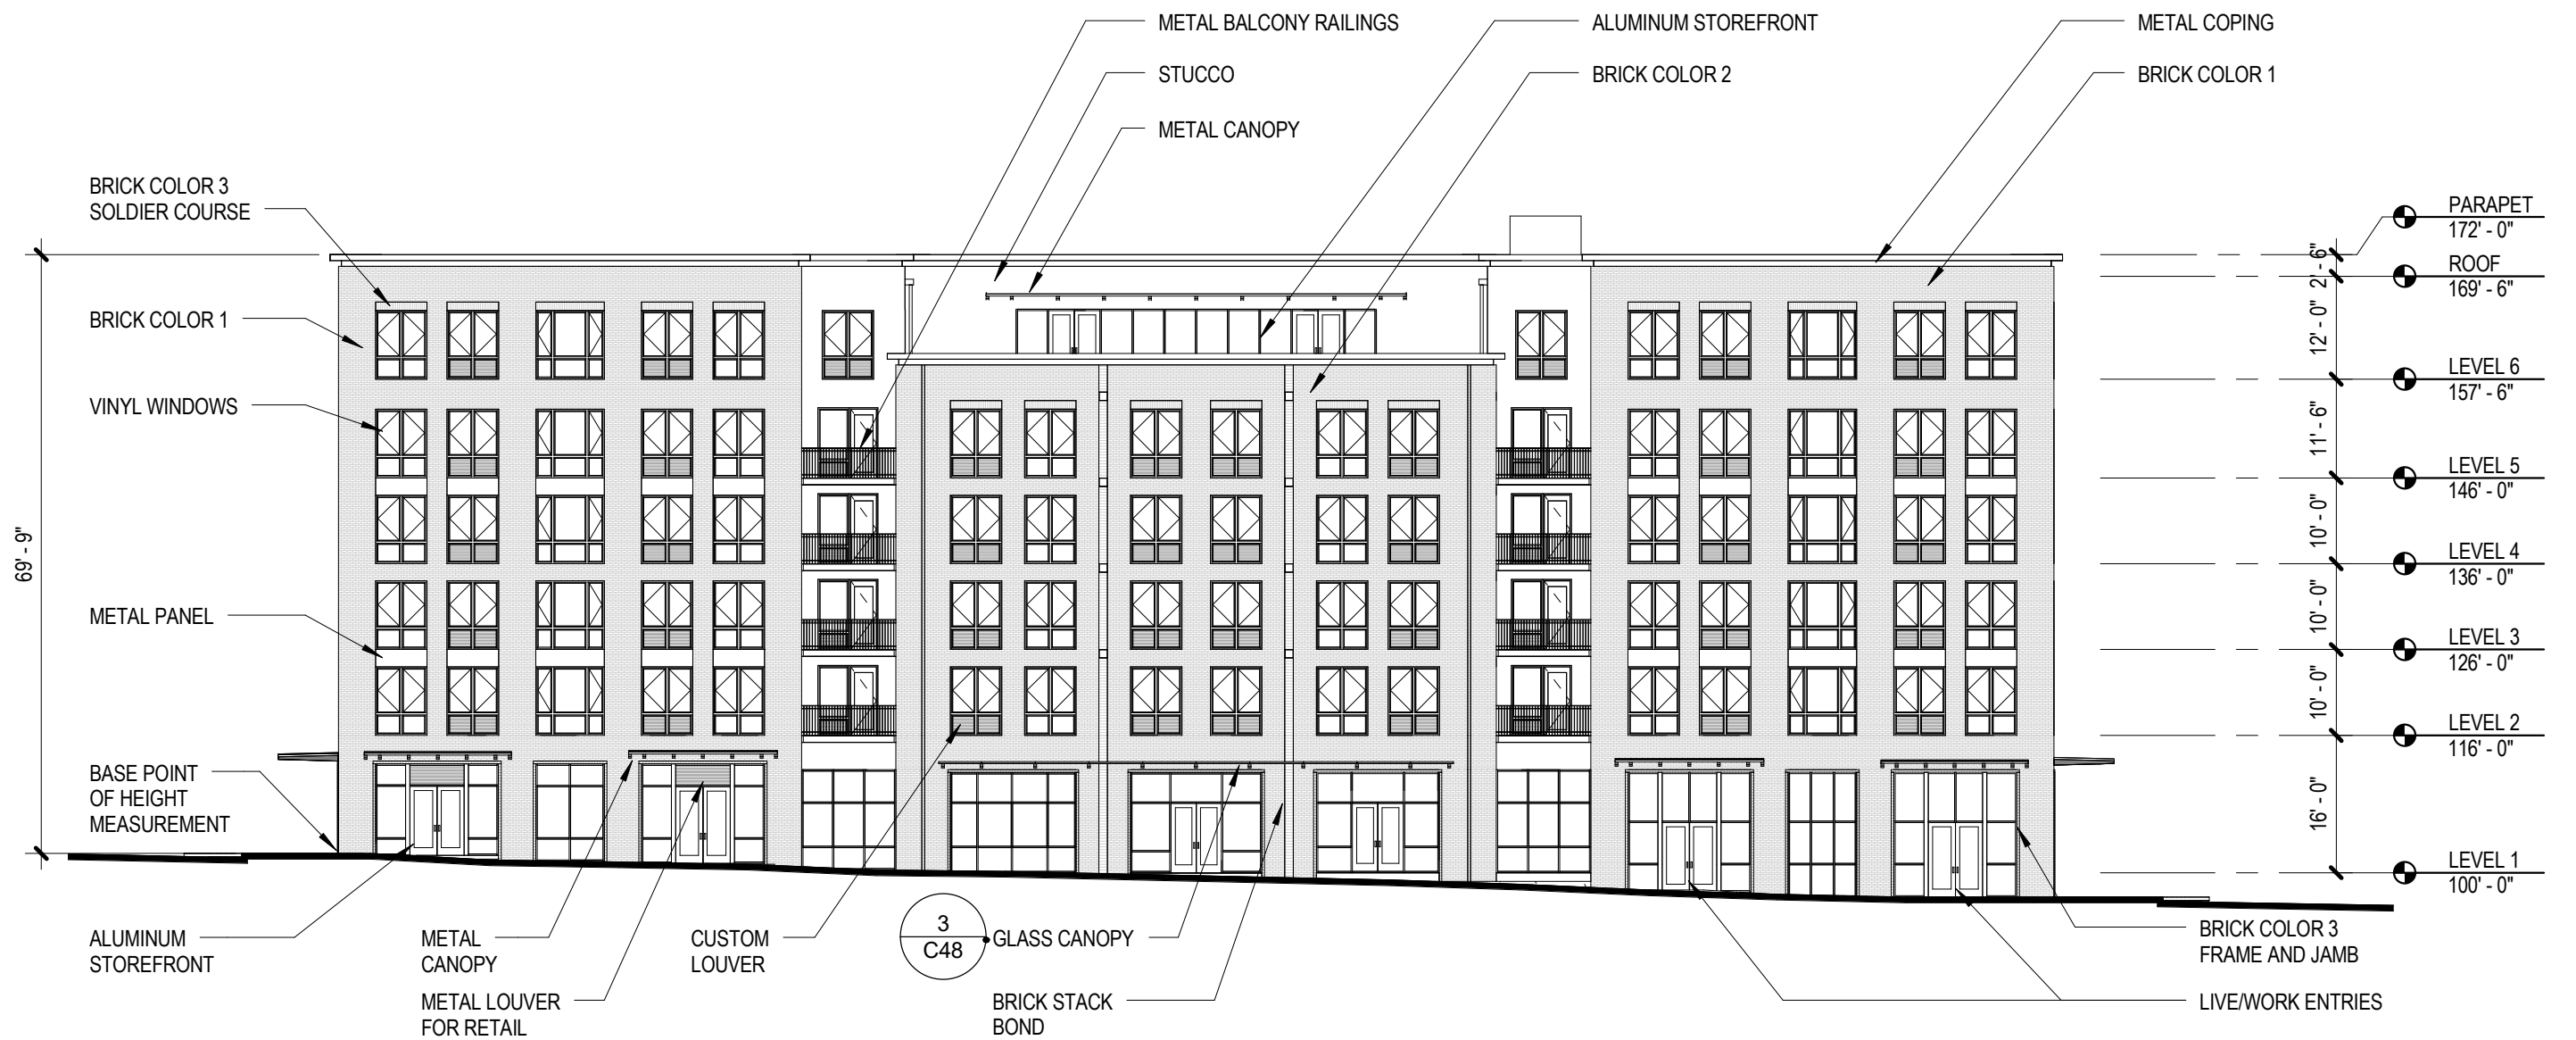 METAL BALCONY RAILINGS
STUCCO
METAL CANOPY
ALUMINUM STOREFRONT
BRICK COLOR 2
METAL COPING
BRICK COLOR 1
BRICK COLOR 3
SOLDIER COURSE
BRICK COLOR 1
VINYL WINDOWS
METAL PANEL
BASE POINT
OF HEIGHT
MEASUREMENT
69' - 9"
ALUMINUM
STOREFRONT
METAL
CANOPY
METAL LOUVER
FOR RETAIL
CUSTOM
LOUVER
3
C48
GLASS CANOPY
BRICK STACK
BOND
BRICK COLOR 3
FRAME AND JAMB
LIVE/WORK ENTRIES
PARAPET
172' - 0"
2' - 6"
ROOF
169' - 6"
12' - 0"
LEVEL 6
157' - 6"
11' - 6"
LEVEL 5
146' - 0"
10' - 0"
LEVEL 4
136' - 0"
10' - 0"
LEVEL 3
126' - 0"
10' - 0"
LEVEL 2
116' - 0"
16' - 0"
LEVEL 1
100' - 0"